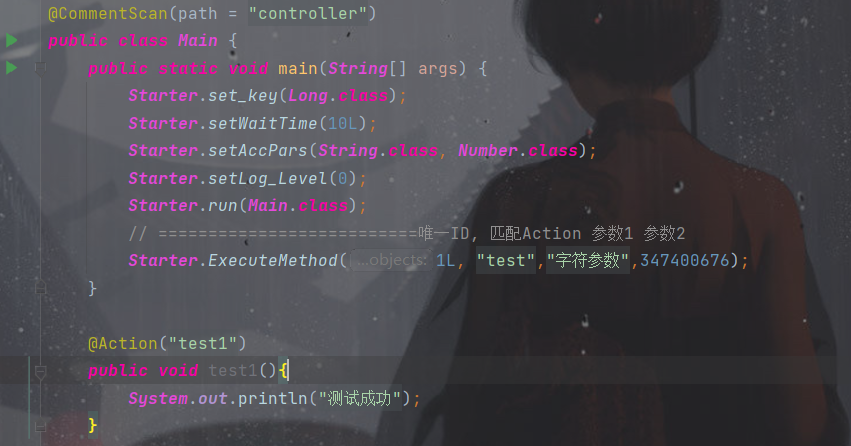 @CommentScan(path = "controller")
public class Main {
public static void main(String[] args) {
Starter.set_key(Long.class);
Starter.setWaitTime(10L);
Starter.setAccPars(String.class, Number.class);
Starter.setLog_Level(0);
Starter.run(Main.class);
// ==========================唯一ID, 匹配Action 参数1 参数2
Starter.ExecuteMethod( ...objects: 1L, "test","字符参数",347400676);
}
@Action("test1")
public void test1(){
System.out.println("测试成功");
}